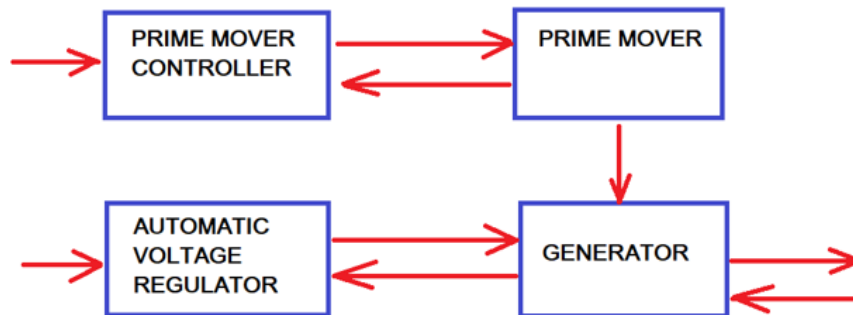 PRIME MOVER
CONTROLLER
PRIME MOVER
AUTOMATIC
VOLTAGE
REGULATOR
GENERATOR